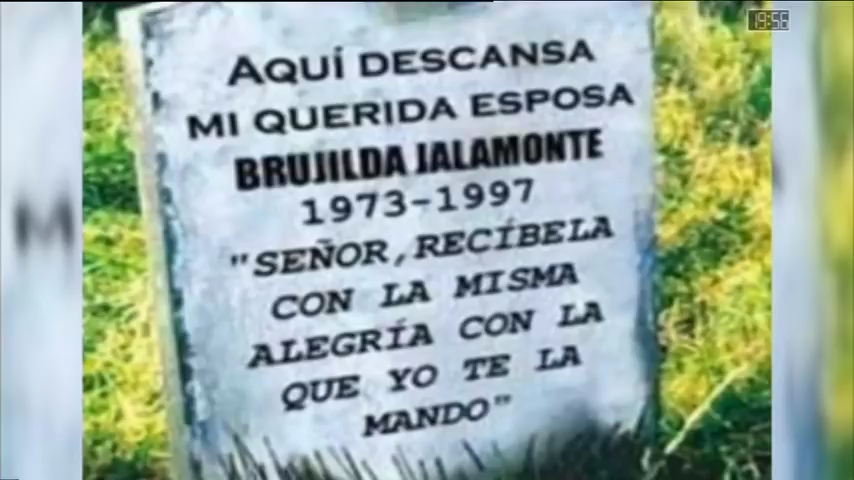 19:56
AQUÍ DESCANSA
MI QUERIDA ESPOSA
BRUJILDA JALAMONTE
1973-1997
"SEÑOR, RECÍBELA
CON LA MISMA
ALEGRÍA CON LA
QUE YO TE LA
MANDO"
M